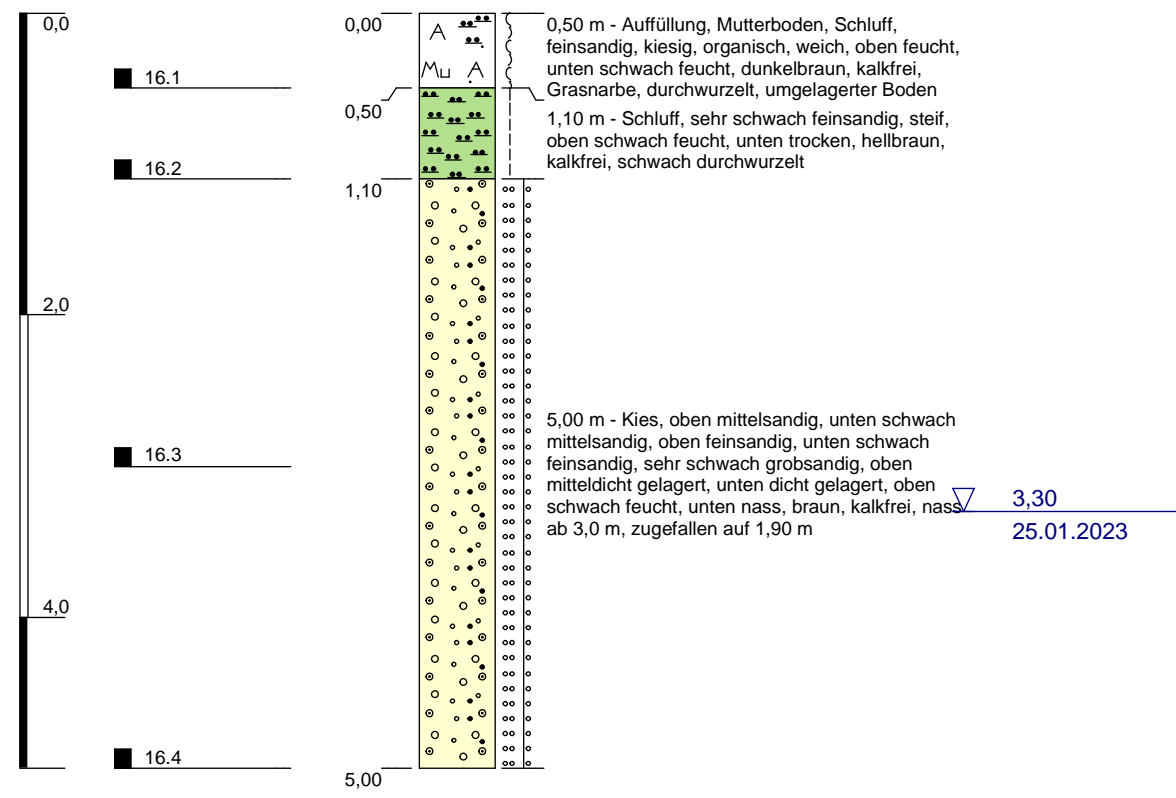 0,0
2,0
4,0
16.1
16.2
16.3
16.4
0,00
0,50
1,10
5,00
A
Mu A
0,50 m - Auffüllung, Mutterboden, Schluff,
feinsandig, kiesig, organisch, weich, oben feucht,
unten schwach feucht, dunkelbraun, kalkfrei,
Grasnarbe, durchwurzelt, umgelagerter Boden
1,10 m - Schluff, sehr schwach feinsandig, steif,
oben schwach feucht, unten trocken, hellbraun,
kalkfrei, schwach durchwurzelt
5,00 m - Kies, oben mittelsandig, unten schwach
mittelsandig, oben feinsandig, unten schwach
feinsandig, sehr schwach grobsandig, oben
mitteldicht gelagert, unten dicht gelagert, oben
schwach feucht, unten nass, braun, kalkfrei, nass
ab 3,0 m, zugefallen auf 1,90 m
3,30
25.01.2023